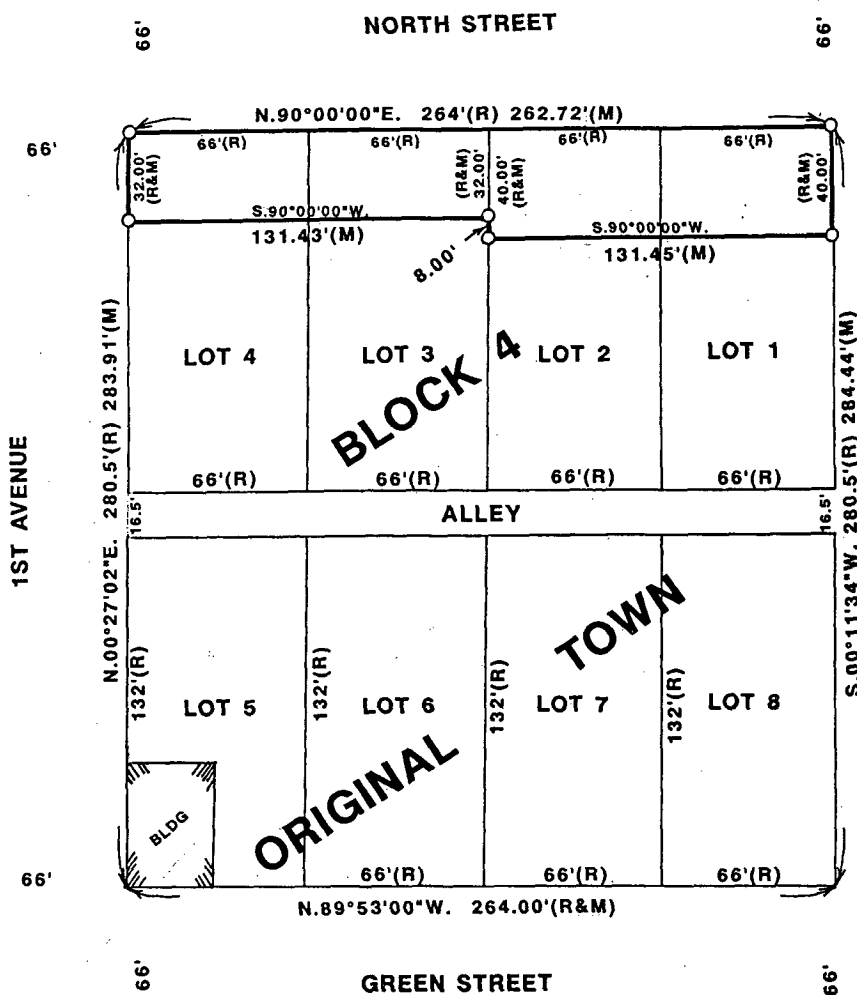 NORTH STREET
66'
66'
N.90°00'00"E. 264'(R) 262.72'(M)
66'
66'(R)
66'(R)
66'(R)
66'(R)
32.00'
(R&M)
(R&M)
32.00'
40.00'
(R&M)
(R&M)
40.00'
S.90°00'00"W.
131.43'(M)
S.90°00'00"W.
131.45'(M)
8.00'
LOT 4
LOT 3
LOT 2
LOT 1
BLOCK 4
1ST AVENUE
N.00°27'02"E. 280.5'(R) 283.91'(M)
S.00°11'34"W. 280.5'(R) 284.44'(M)
66'(R)
66'(R)
66'(R)
66'(R)
16.5'
ALLEY
16.5'
132'(R)
LOT 5
132'(R)
LOT 6
132'(R)
LOT 7
132'(R)
LOT 8
ORIGINAL TOWN
BLDG
66'
66'(R)
66'(R)
66'(R)
N.89°53'00"W. 264.00'(R&M)
66'
GREEN STREET
66'